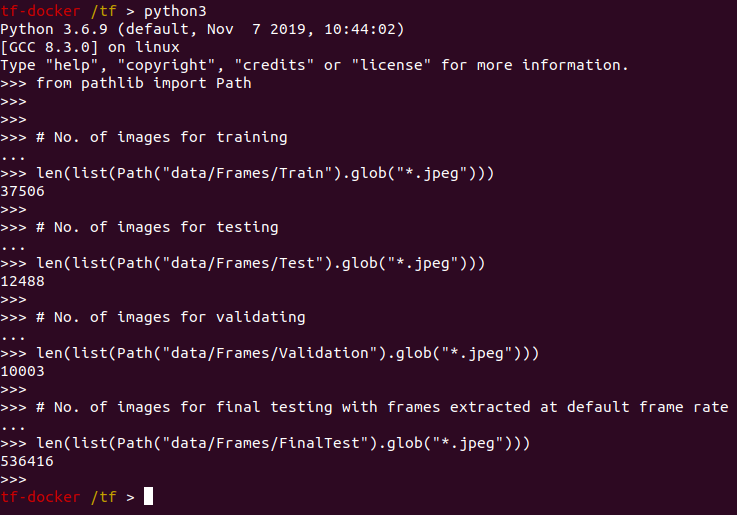 tf-docker /tf > python3
Python 3.6.9 (default, Nov  7 2019, 10:44:02)
[GCC 8.3.0] on linux
Type "help", "copyright", "credits" or "license" for more information.
>>> from pathlib import Path
>>>
>>>
>>> # No. of images for training
...
>>> len(list(Path("data/Frames/Train").glob("*.jpeg")))
37506
>>>
>>> # No. of images for testing
...
>>> len(list(Path("data/Frames/Test").glob("*.jpeg")))
12488
>>>
>>> # No. of images for validating
...
>>> len(list(Path("data/Frames/Validation").glob("*.jpeg")))
10003
>>>
>>> # No. of images for final testing with frames extracted at default frame rate
...
>>> len(list(Path("data/Frames/FinalTest").glob("*.jpeg")))
536416
>>>
tf-docker /tf >